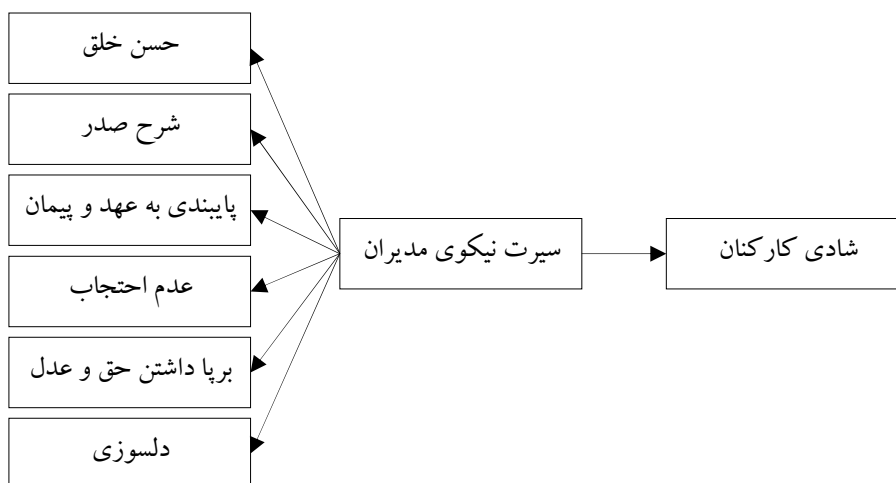 حسن خلق
شرح صدر
پایبندی به عهد و پیمان
عدم احتجاب
برپا داشتن حق و عدل
دلسوزی
سیرت نیکوی مدیران
شادی کارکنان